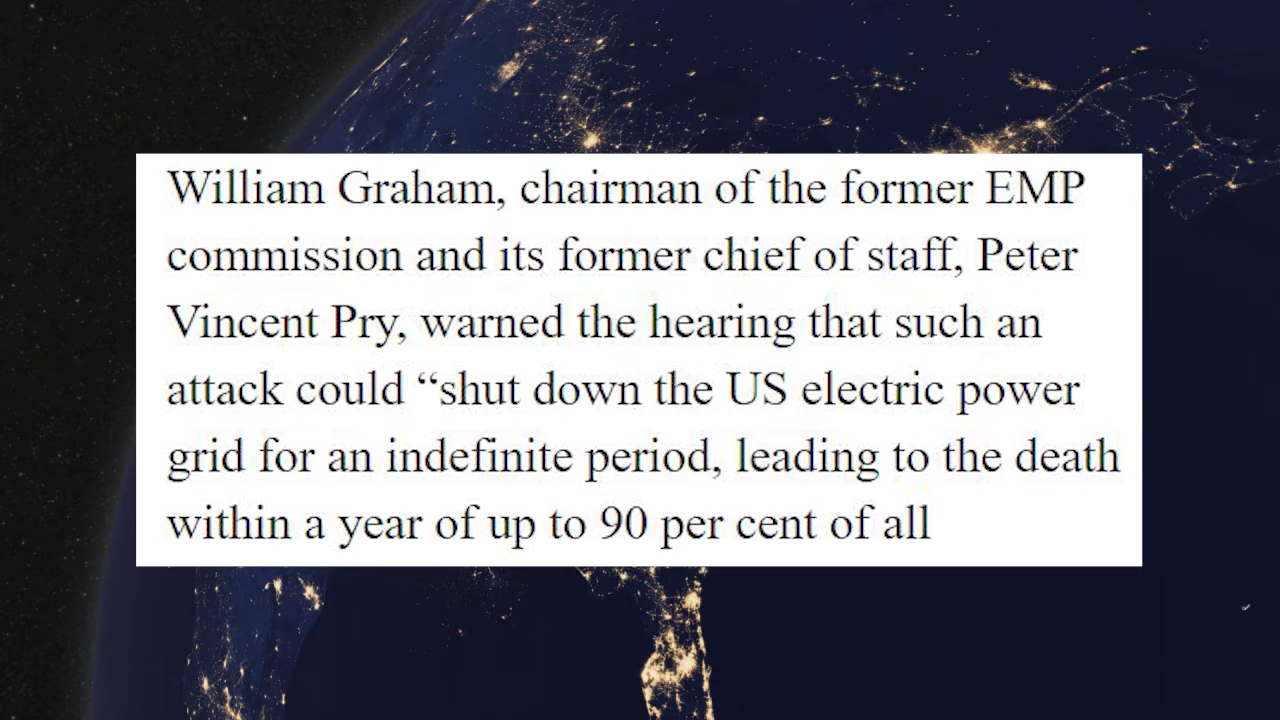 William Graham, chairman of the former EMP
commission and its former chief of staff, Peter
Vincent Pry, warned the hearing that such an
attack could “shut down the US electric power
grid for an indefinite period, leading to the death
within a year of up to 90 per cent of all